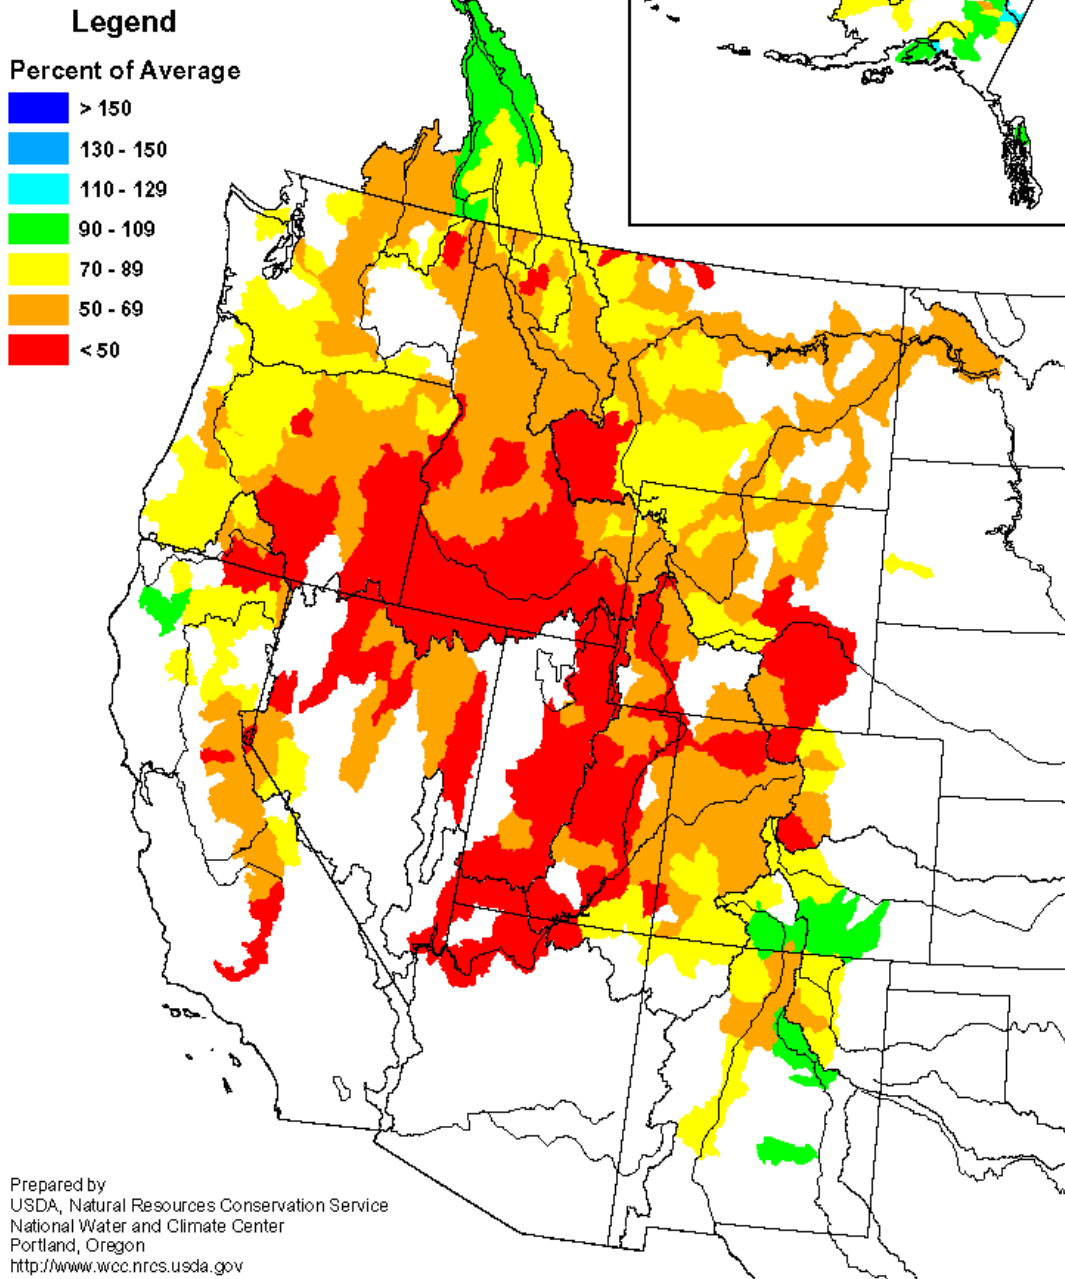 Legend
Percent of Average
> 150
130 - 150
110 - 129
90 - 109
70 - 89
50 - 69
< 50
Prepared by
USDA, Natural Resources Conservation Service
National Water and Climate Center
Portland, Oregon
http://www.wcc.nrcs.usda.gov